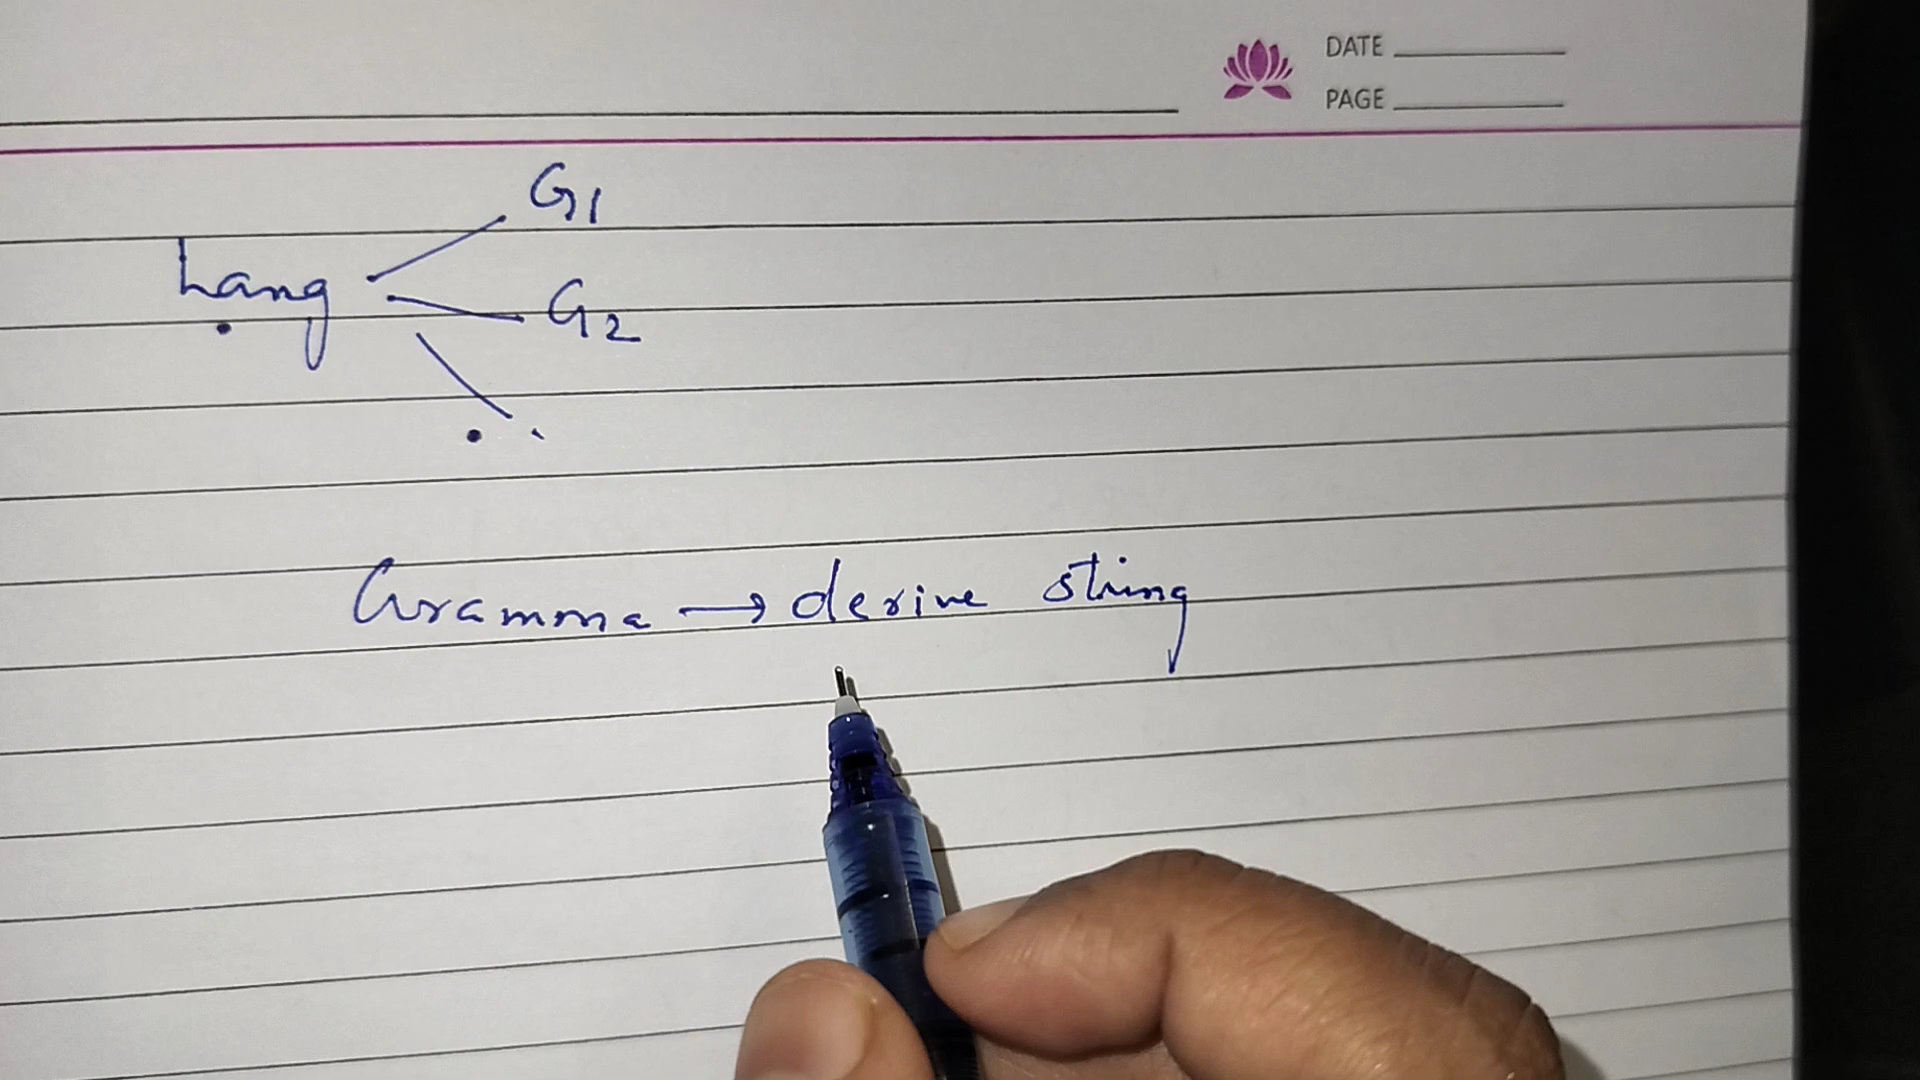 DATE
PAGE
G1
Lang
G2
Gramma → derive string